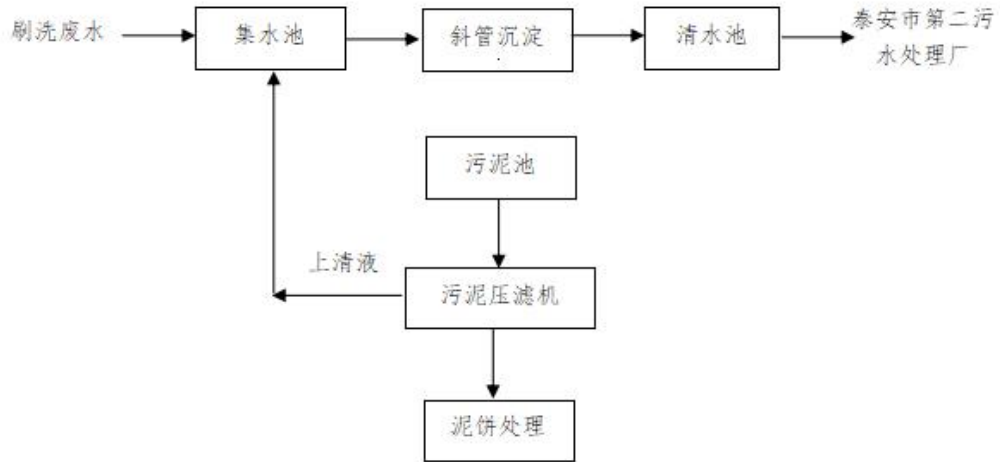 刷洗废水
集水池
斜管沉淀
清水池
泰安市第二污
水处理厂
污泥池
上清液
污泥压滤机
泥饼处理